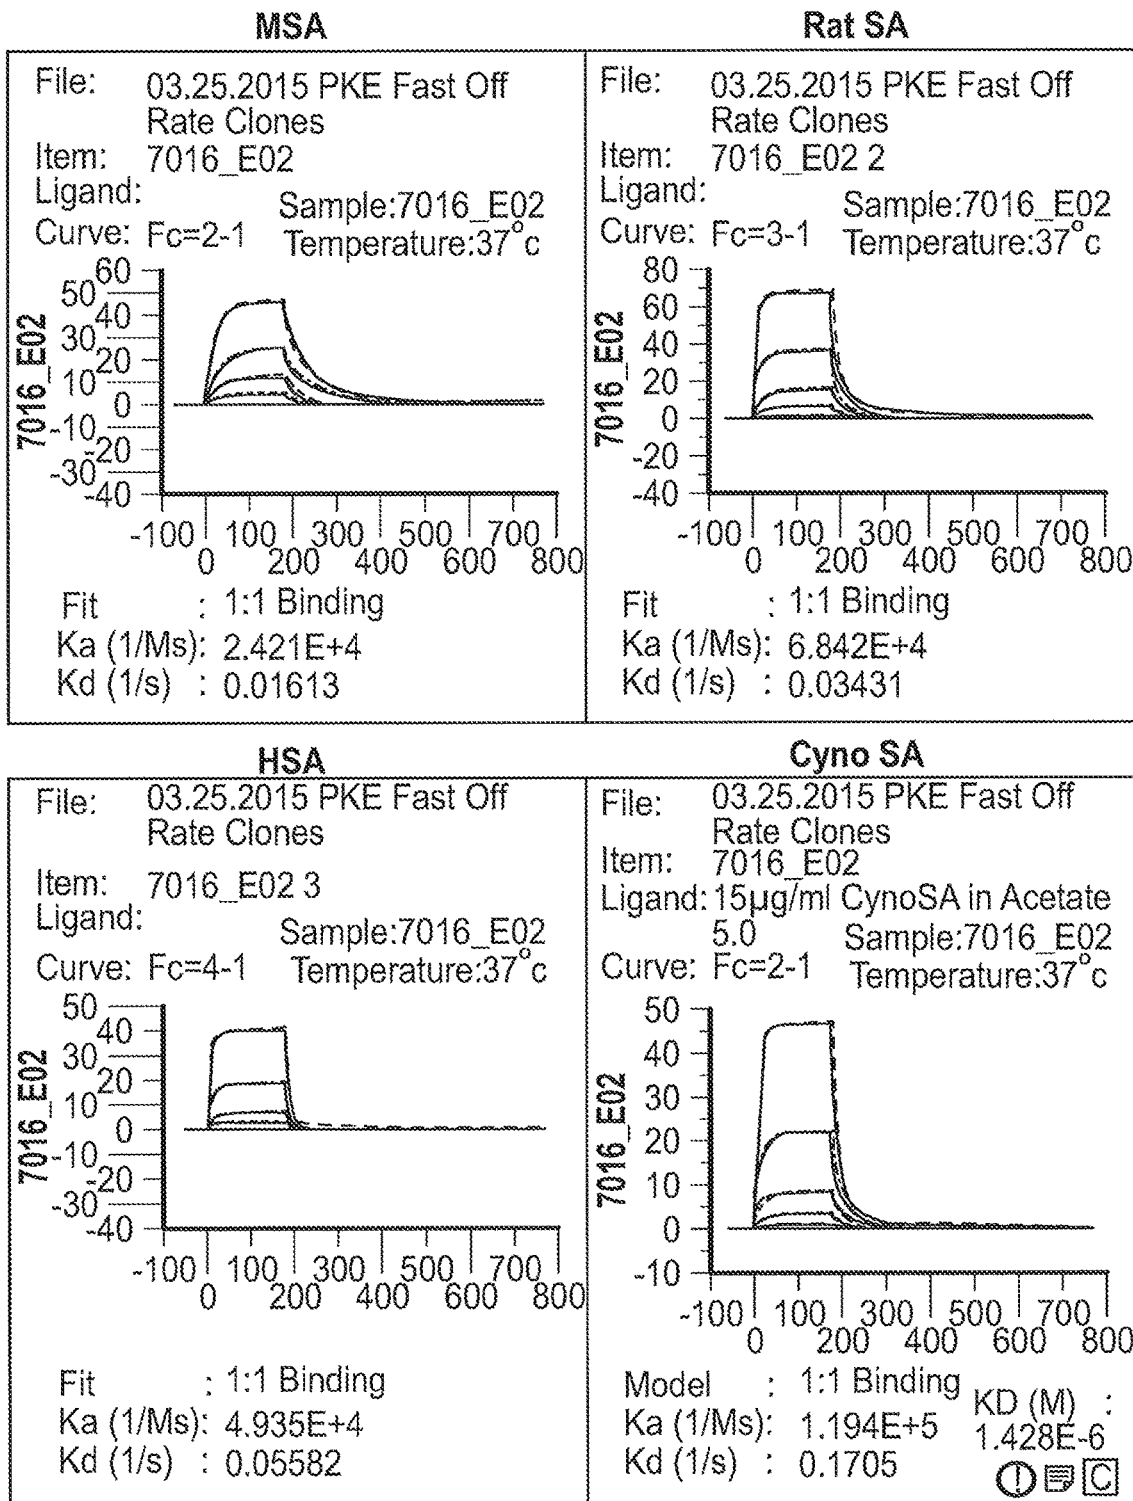 MSA
File: 03.25.2015 PKE Fast Off
Rate Clones
Item: 7016_E02
Ligand:
Sample:7016_E02
Curve: Fc=2-1 Temperature:37°c
7016_E02
60
50
40
30
20
10
0
-10
-20
-30
-40
-100 100 300 500 700
0 200 400 600 800
Fit : 1:1 Binding
Ka (1/Ms): 2.421E+4
Kd (1/s) : 0.01613
Rat SA
File: 03.25.2015 PKE Fast Off
Rate Clones
Item: 7016_E02 2
Ligand:
Sample:7016_E02
Curve: Fc=3-1 Temperature:37°c
7016_E02
80
60
40
20
0
-20
-40
-100 100 300 500 700
0 200 400 600 800
Fit : 1:1 Binding
Ka (1/Ms): 6.842E+4
Kd (1/s) : 0.03431
HSA
File: 03.25.2015 PKE Fast Off
Rate Clones
Item: 7016_E02 3
Ligand:
Sample:7016_E02
Curve: Fc=4-1 Temperature:37°c
7016_E02
50
40
30
20
10
0
-10
-20
-30
-40
-100 100 300 500 700
0 200 400 600 800
Fit : 1:1 Binding
Ka (1/Ms): 4.935E+4
Kd (1/s) : 0.05582
Cyno SA
File: 03.25.2015 PKE Fast Off
Rate Clones
Item: 7016_E02
Ligand: 15µg/ml CynoSA in Acetate
5.0 Sample:7016_E02
Curve: Fc=2-1 Temperature:37°c
7016_E02
50
40
30
20
10
0
-10
-100 100 300 500 700
0 200 400 600 800
Model : 1:1 Binding
KD (M) :
Ka (1/Ms): 1.194E+5
1.428E-6
Kd (1/s) : 0.1705
! C